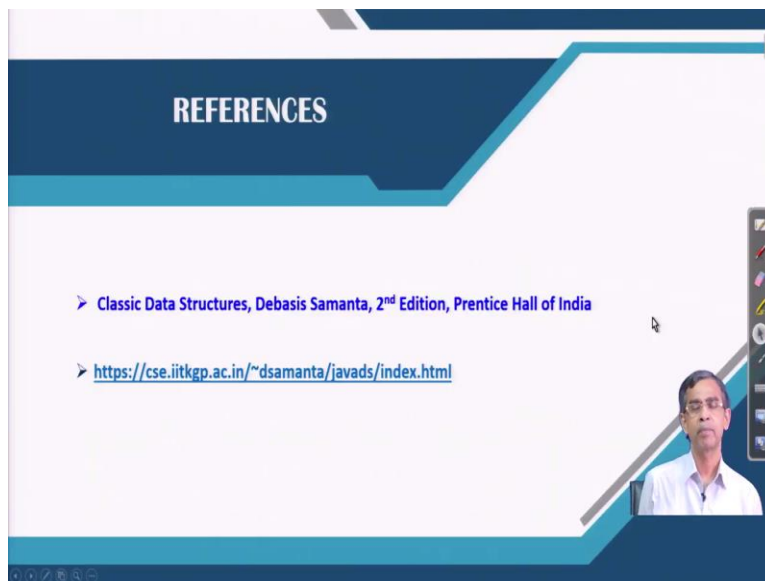 REFERENCES
➢ Classic Data Structures, Debasis Samanta, 2nd Edition, Prentice Hall of India
➢ https://cse.iitkgp.ac.in/~dsamanta/javads/index.html